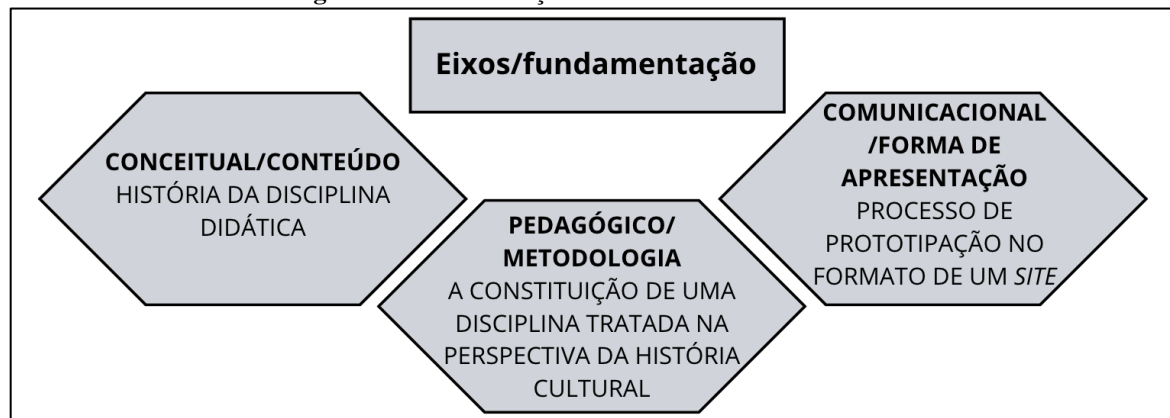 Eixos/fundamentação
CONCEITUAL/CONTEÚDO
HISTÓRIA DA DISCIPLINA
DIDÁTICA
PEDAGÓGICO/
METODOLOGIA
A CONSTITUIÇÃO DE UMA
DISCIPLINA TRATADA NA
PERSPECTIVA DA HISTÓRIA
CULTURAL
COMUNICACIONAL
/FORMA DE
APRESENTAÇÃO
PROCESSO DE
PROTOTIPAÇÃO NO
FORMATO DE UM SITE